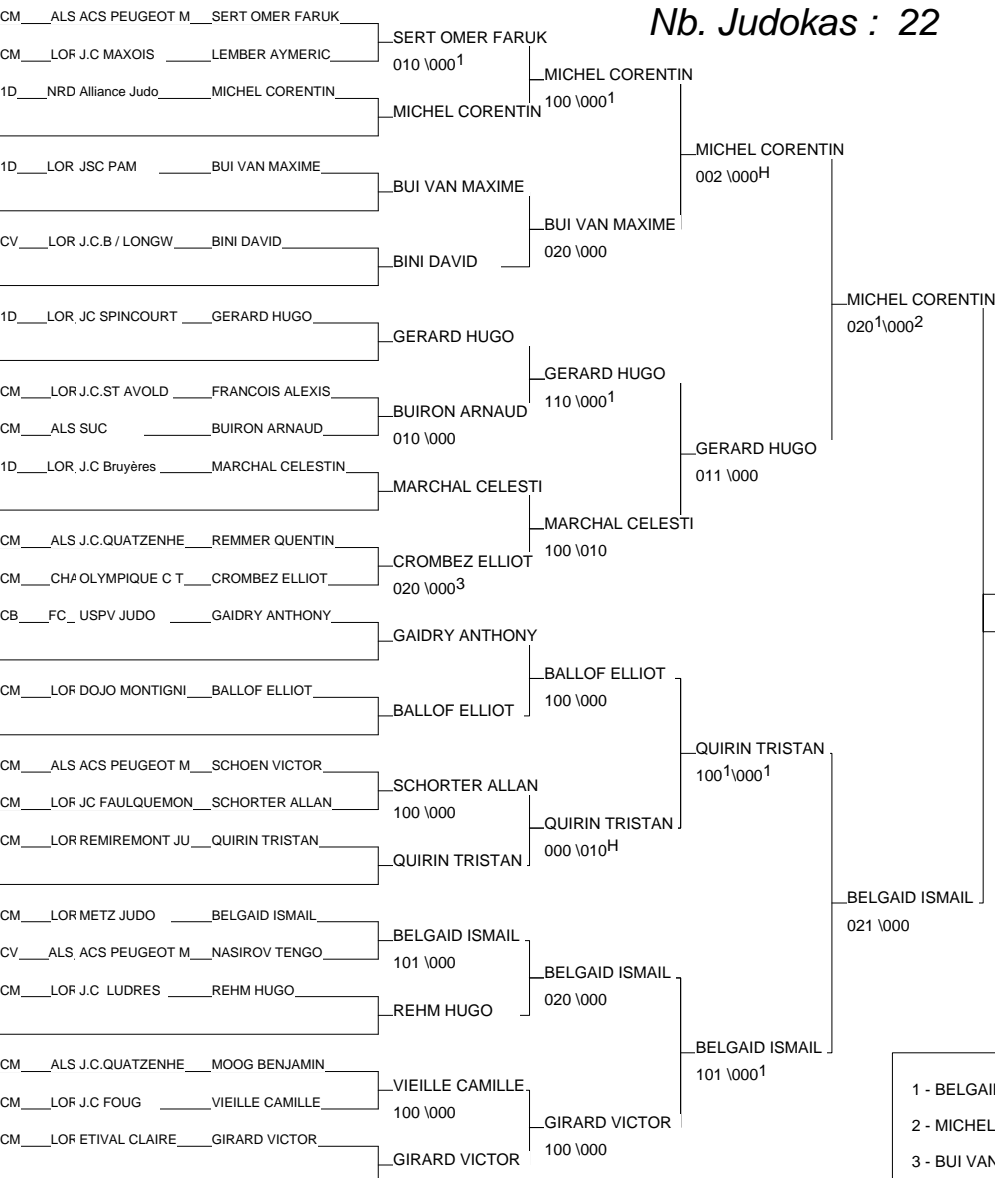 Nb. Judokas : 22
CM ALS ACS PEUGEOT M SERT OMER FARUK
CM LOR J.C MAXOIS LEMBER AYMERIC
1D NRD Alliance Judo MICHEL CORENTIN
1D LOR JSC PAM BUI VAN MAXIME
CV LOR J.C.B / LONGW BINI DAVID
1D LOR JC SPINCOURT GERARD HUGO
CM LOR J.C.ST AVOLD FRANCOIS ALEXIS
CM ALS SUC BUIRON ARNAUD
1D LOR J.C Bruyères MARCHAL CELESTIN
CM ALS J.C.QUATZENHE REMMER QUENTIN
CM CHA OLYMPIQUE C T CROMBEZ ELLIOT
CB FC USPV JUDO GAIDRY ANTHONY
CM LOR DOJO MONTIGNI BALLOF ELLIOT
CM ALS ACS PEUGEOT M SCHOEN VICTOR
CM LOR JC FAULQUEMON SCHORTER ALLAN
CM LOR REMIREMONT JU QUIRIN TRISTAN
CM LOR METZ JUDO BELGAID ISMAIL
CV ALS ACS PEUGEOT M NASIROV TENGO
CM LOR J.C LUDRES REHM HUGO
CM ALS J.C.QUATZENHE MOOG BENJAMIN
CM LOR J.C FOUG VIEILLE CAMILLE
CM LOR ETIVAL CLAIRE GIRARD VICTOR
SERT OMER FARUK
010 \000 1
MICHEL CORENTIN
BUI VAN MAXIME
BINI DAVID
GERARD HUGO
BUIRON ARNAUD
010 \000
MARCHAL CELESTI
CROMBEZ ELLIOT
020 \000 3
GAIDRY ANTHONY
BALLOF ELLIOT
SCHORTER ALLAN
100 \000
QUIRIN TRISTAN
BELGAID ISMAIL
101 \000
REHM HUGO
VIEILLE CAMILLE
100 \000
GIRARD VICTOR
MICHEL CORENTIN
100 \000 1
BUI VAN MAXIME
020 \000
GERARD HUGO
110 \000 1
MARCHAL CELESTI
100 \010
BALLOF ELLIOT
100 \000
QUIRIN TRISTAN
000 \010 H
BELGAID ISMAIL
020 \000
GIRARD VICTOR
100 \000
MICHEL CORENTIN
002 \000 H
GERARD HUGO
011 \000
QUIRIN TRISTAN
100 1\000 1
BELGAID ISMAIL
101 \000 1
MICHEL CORENTIN
020 1\000 2
BELGAID ISMAIL
021 \000
1 - BELGAI
2 - MICHEL
3 - BUI VAN